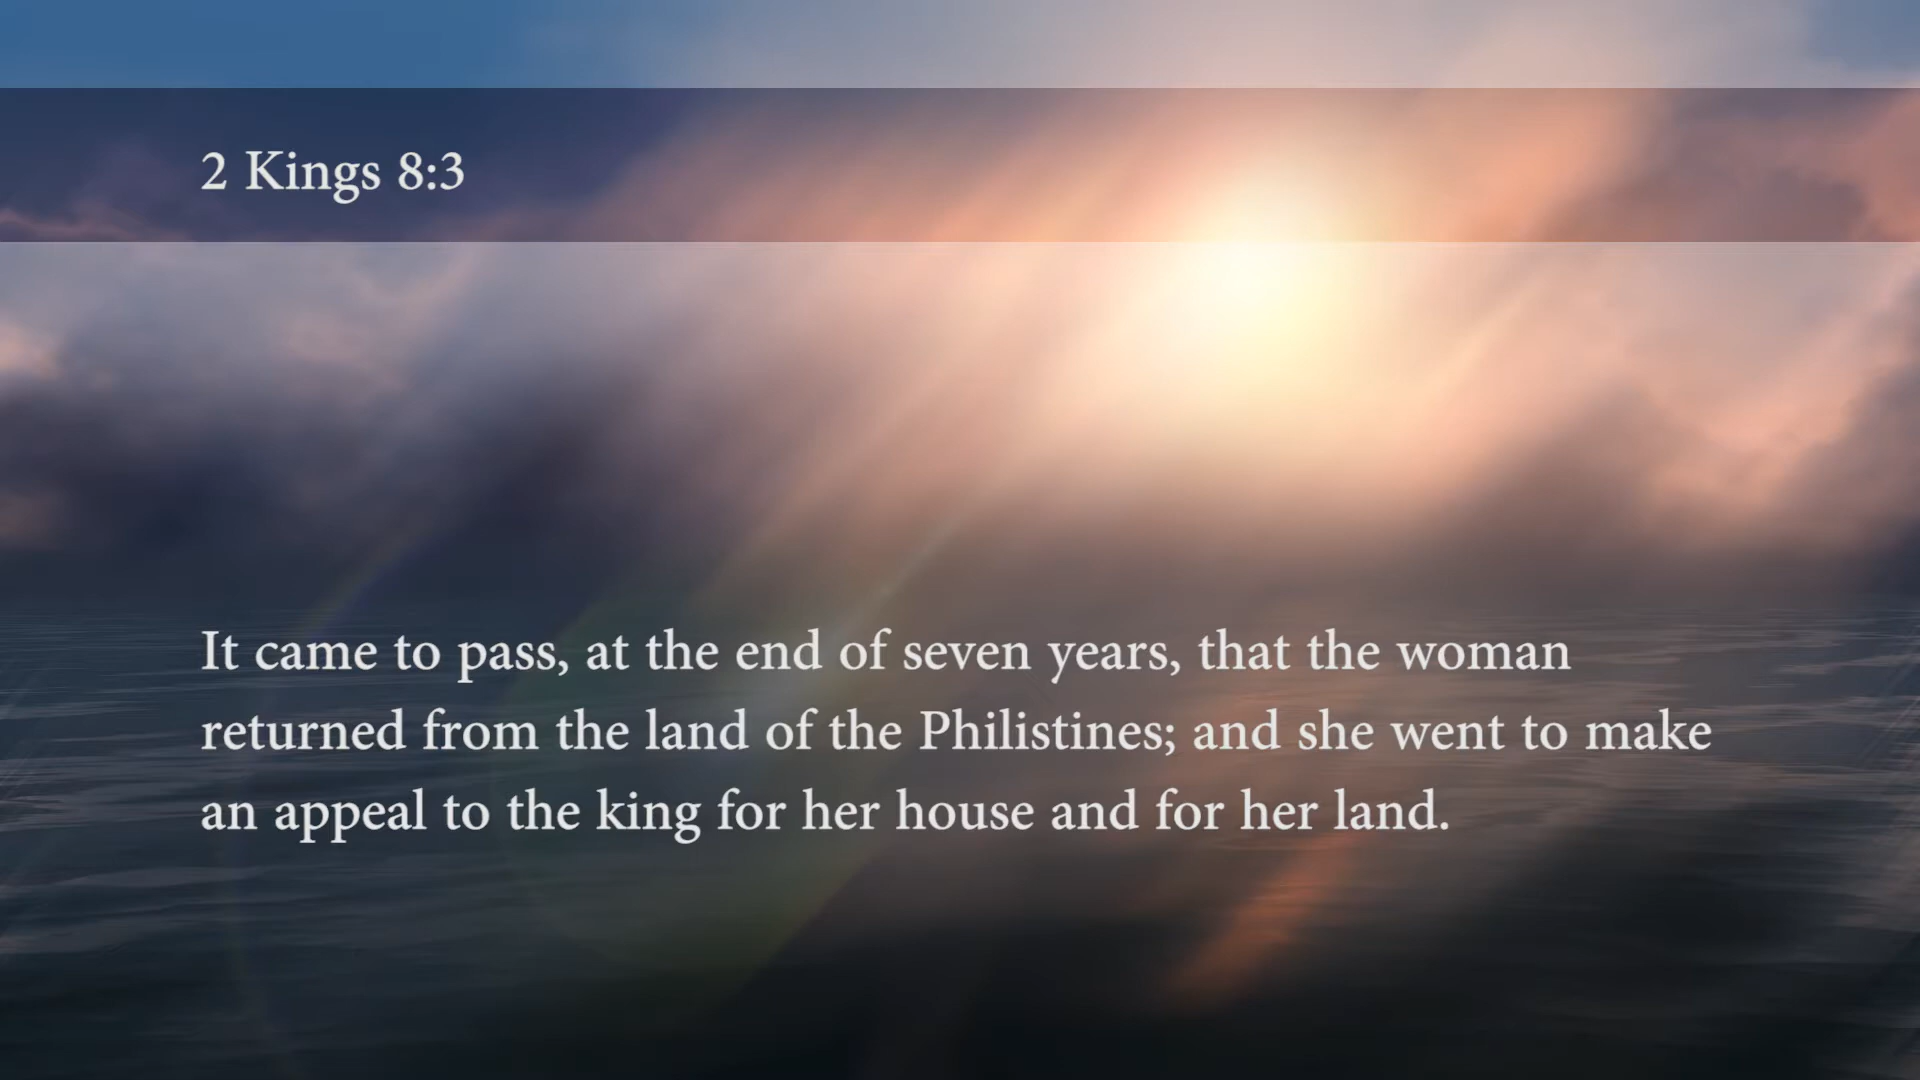 2 Kings 8:3
It came to pass, at the end of seven years, that the woman
returned from the land of the Philistines; and she went to make
an appeal to the king for her house and for her land.